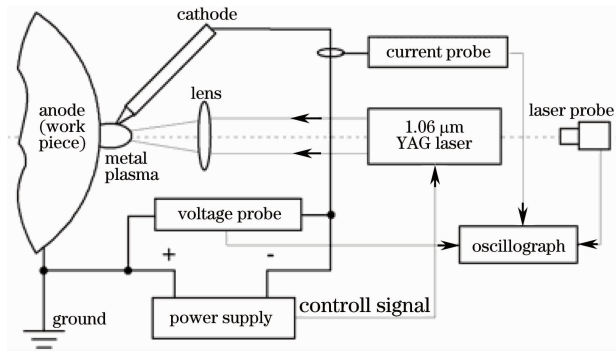 cathode
current probe
lens
anode
(work
piece)
1.06 μm
YAG laser
laser probe
metal
plasma
voltage probe
oscillograph
+
-
controll signal
ground
power supply